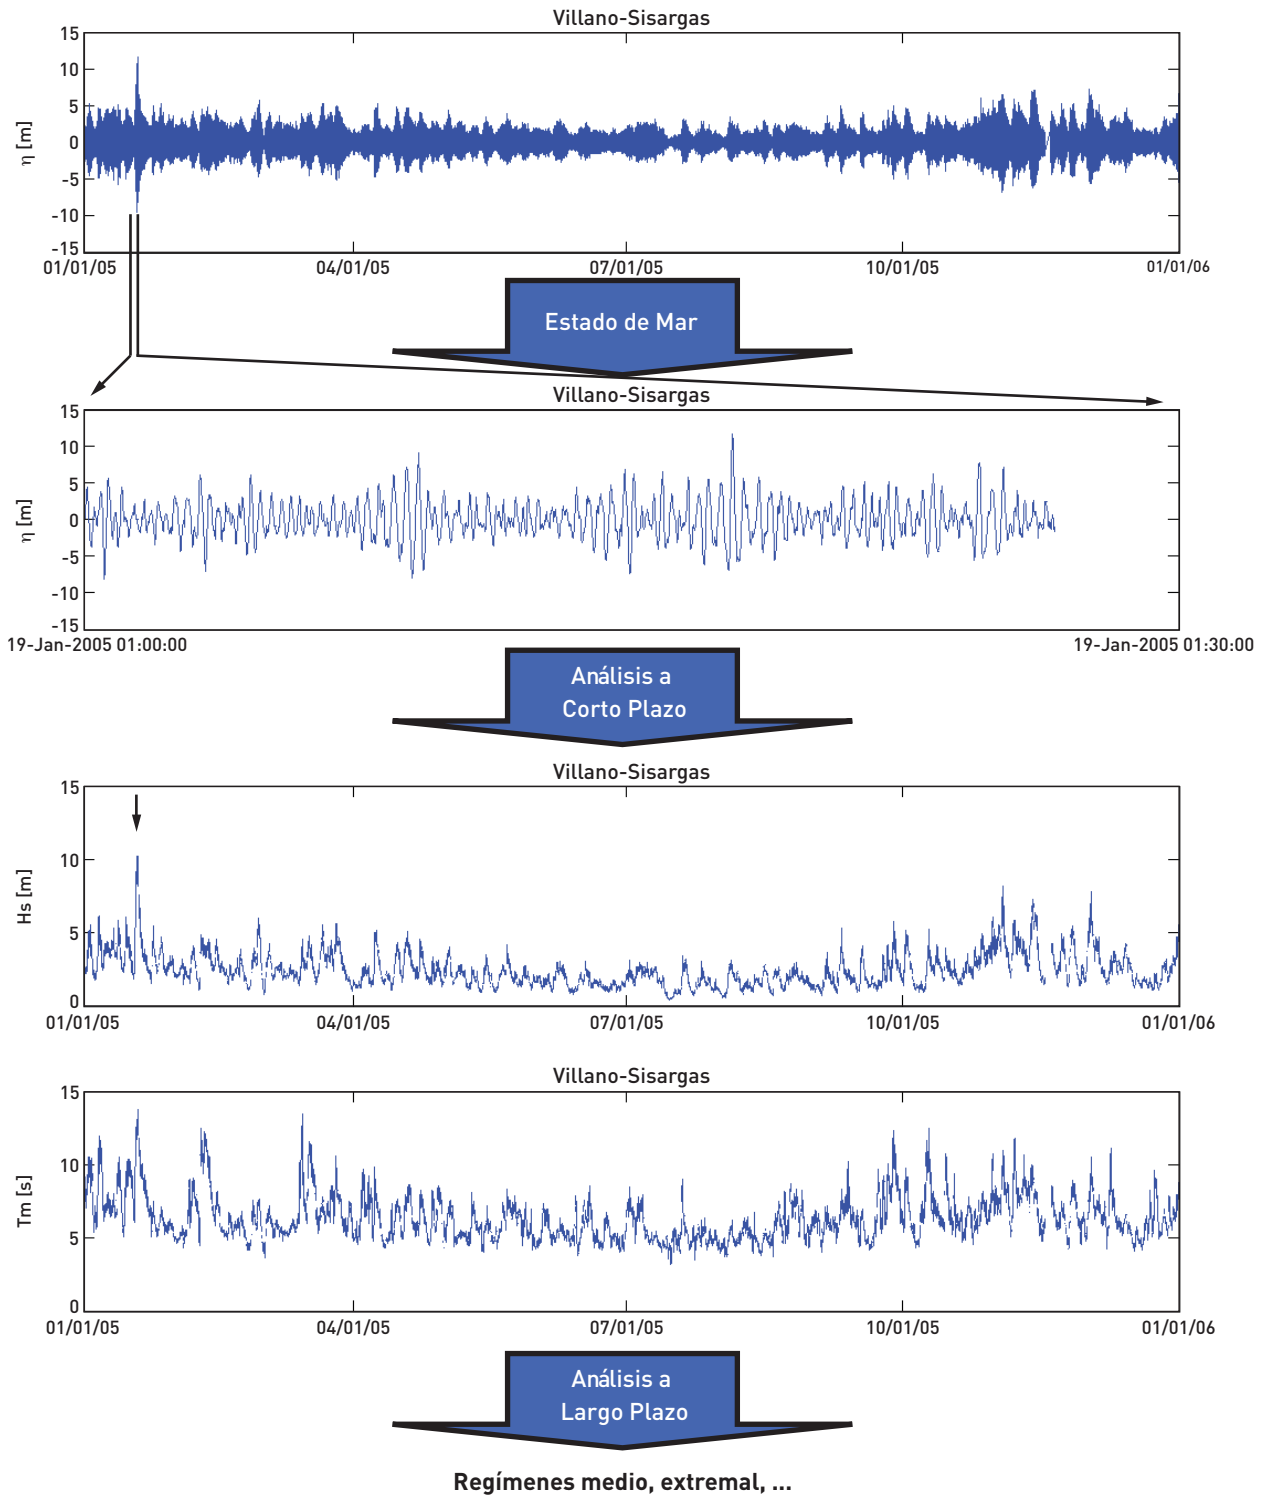 Villano-Sisargas
15
10
5
0
-5
-10
-15
η [m]
01/01/05
04/01/05
07/01/05
10/01/05
01/01/06
Estado de Mar
Villano-Sisargas
15
10
5
0
-5
-10
-15
η [m]
19-Jan-2005 01:00:00
19-Jan-2005 01:30:00
Análisis a
Corto Plazo
Villano-Sisargas
15
10
5
0
Hs [m]
01/01/05
04/01/05
07/01/05
10/01/05
01/01/06
Villano-Sisargas
15
10
5
0
Tm [s]
01/01/05
04/01/05
07/01/05
10/01/05
01/01/06
Análisis a
Largo Plazo
Regímenes medio, extremal, ...